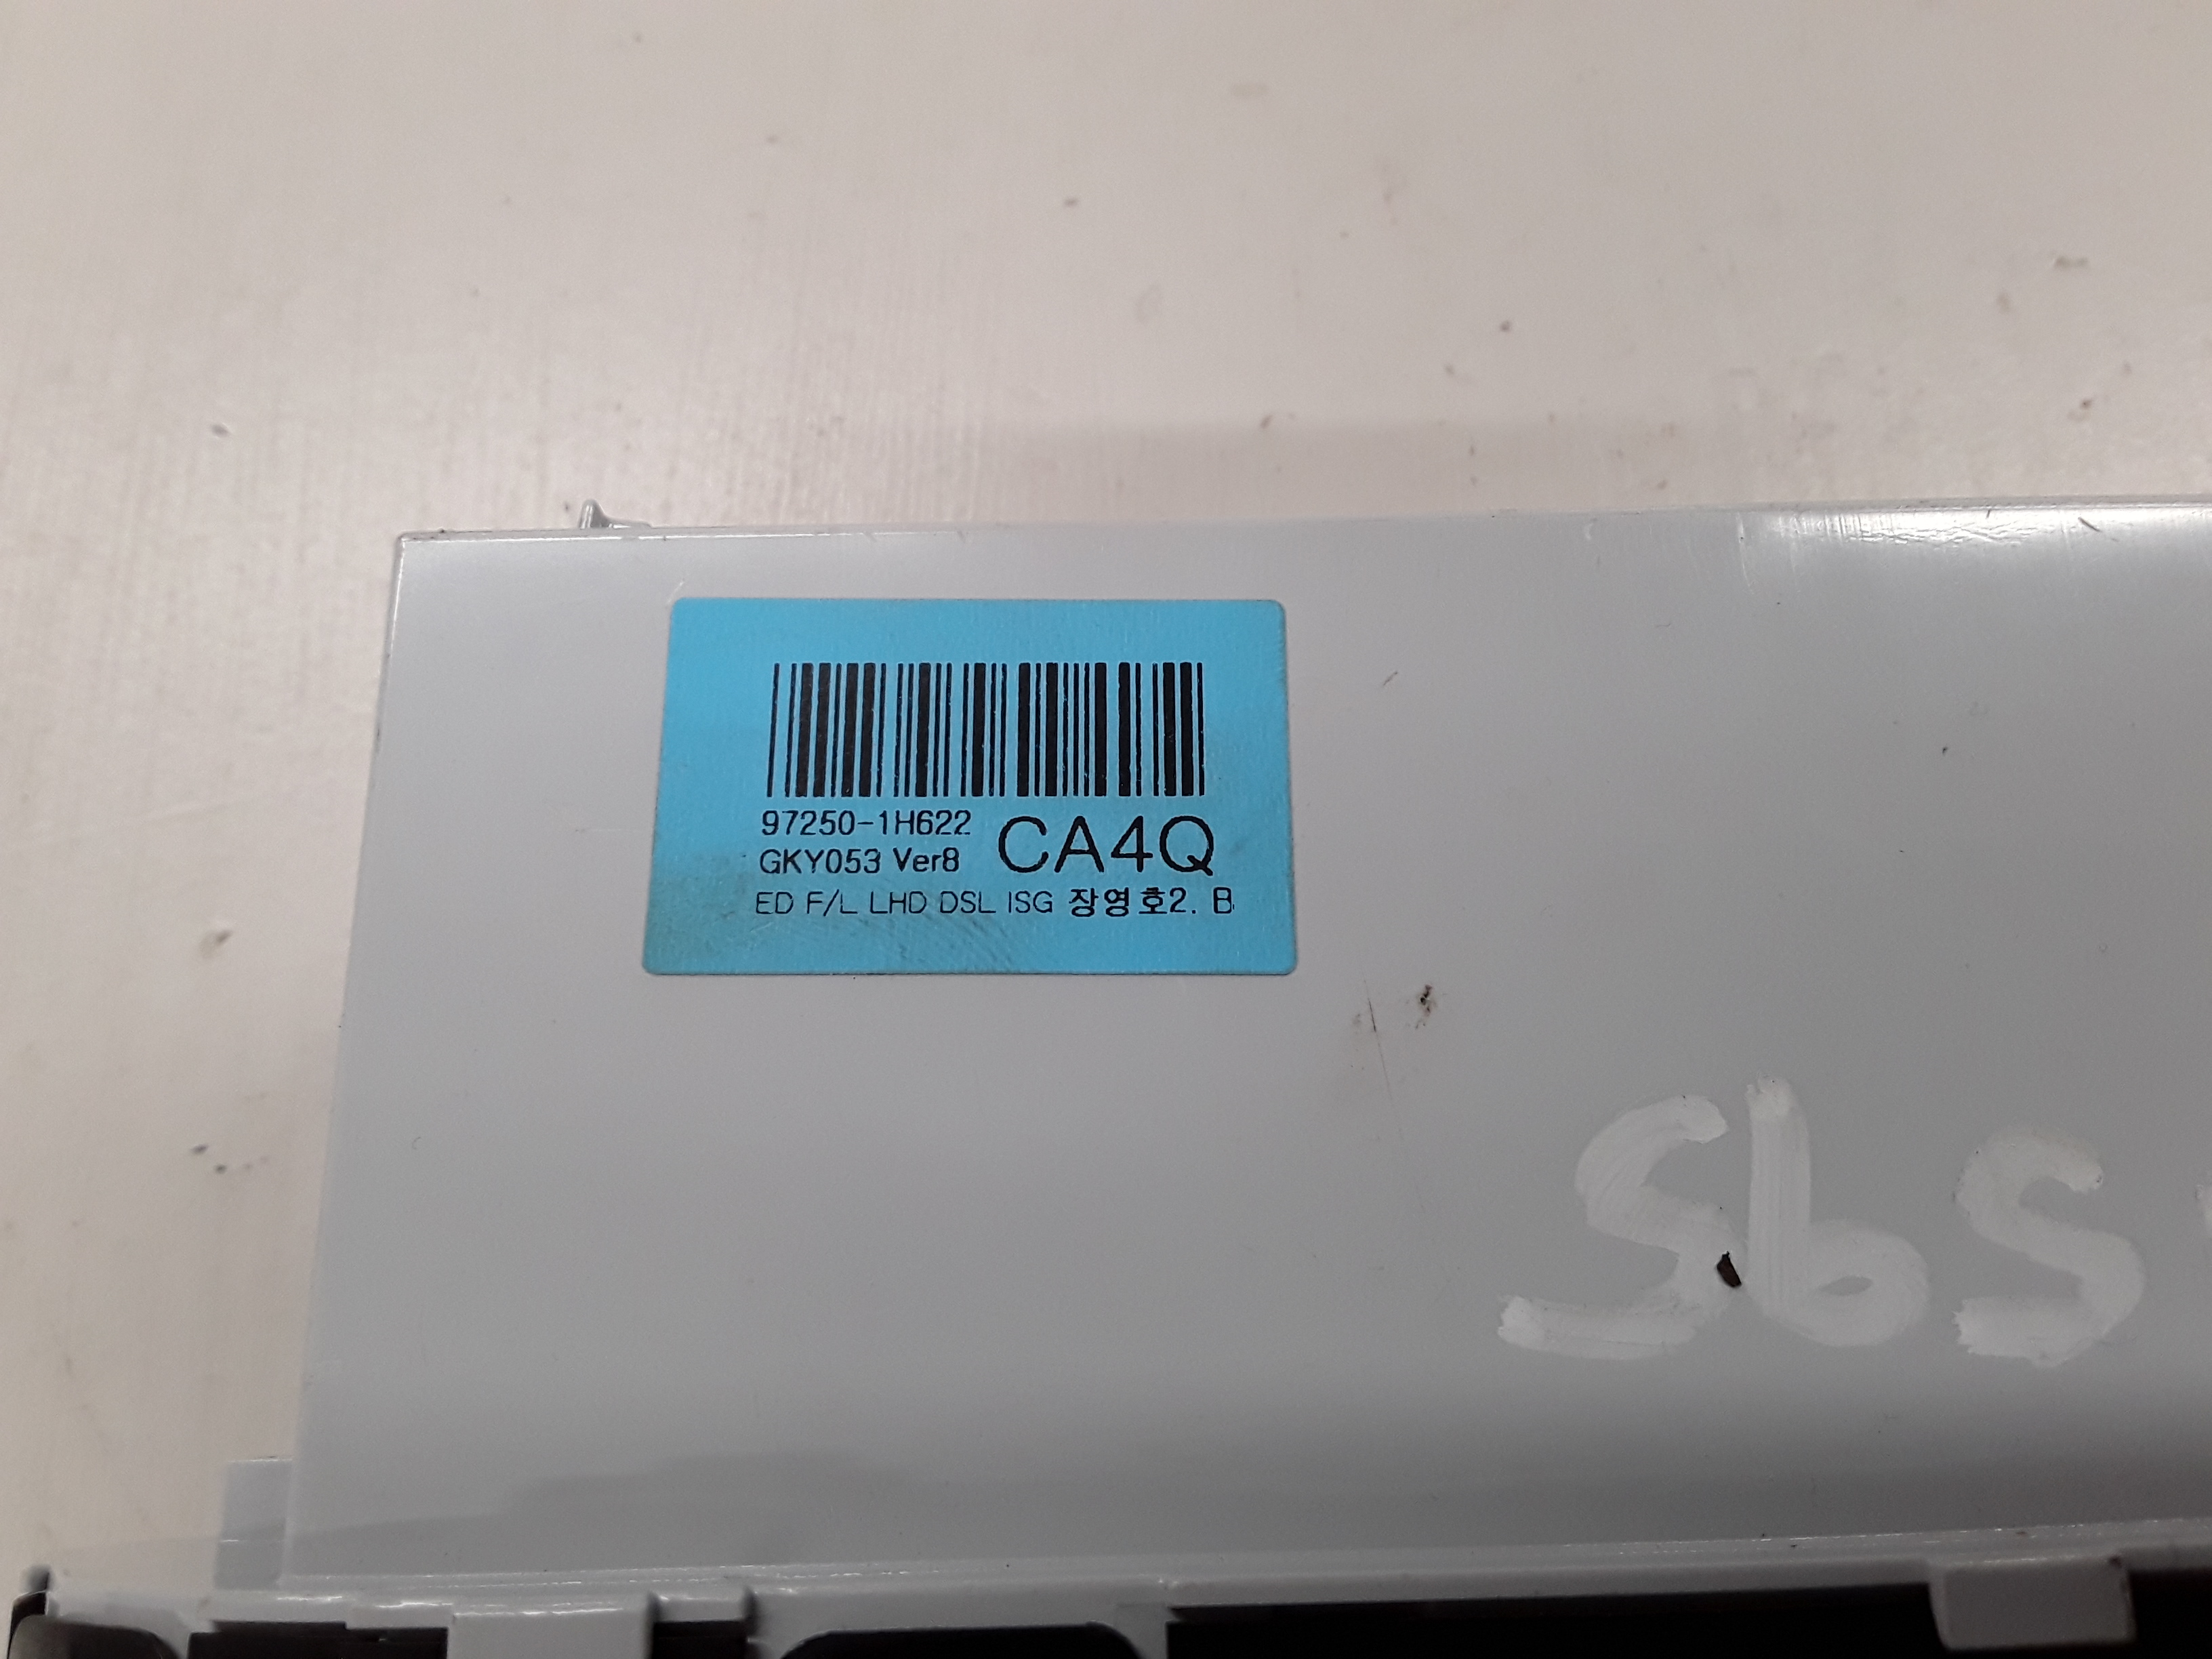 97250-1H622
CA4Q
GKY053 Ver8
ED F/L LHD DSL ISG 장영호2. B
SbS